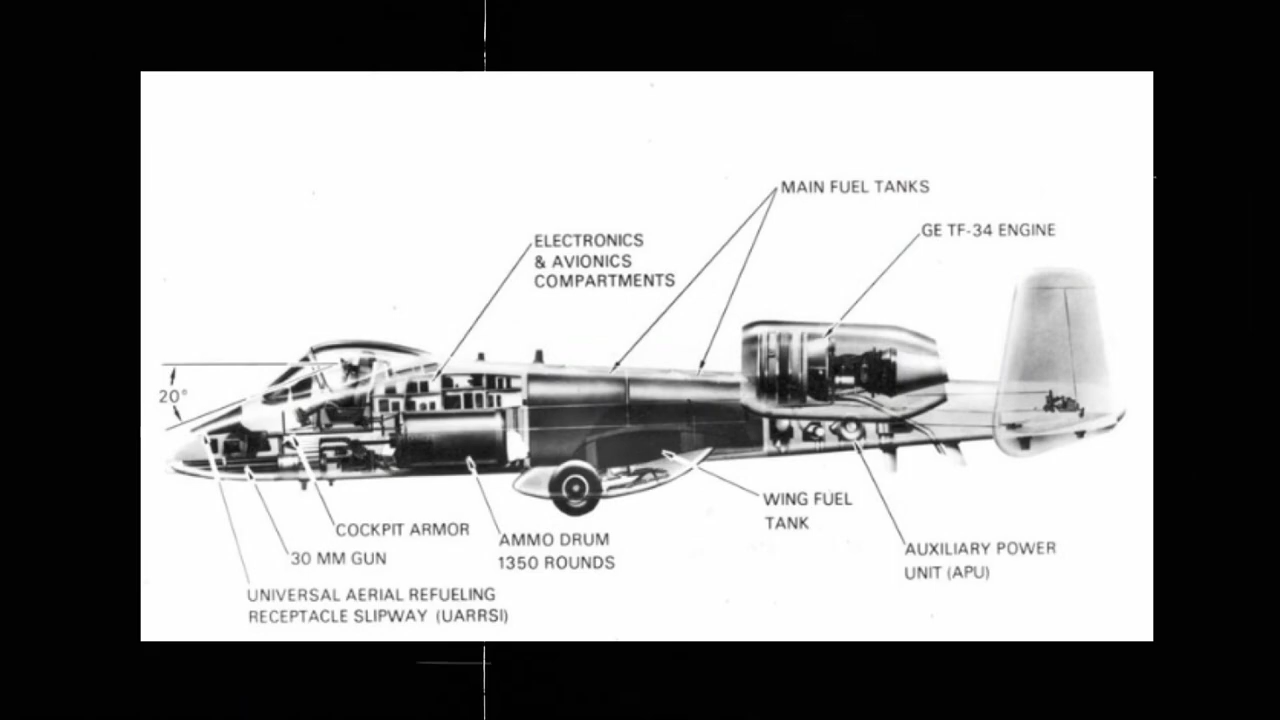 MAIN FUEL TANKS
GE TF-34 ENGINE
ELECTRONICS
& AVIONICS
COMPARTMENTS
20°
WING FUEL
TANK
COCKPIT ARMOR
AMMO DRUM
1350 ROUNDS
30 MM GUN
AUXILIARY POWER
UNIT (APU)
UNIVERSAL AERIAL REFUELING
RECEPTACLE SLIPWAY (UARRSI)